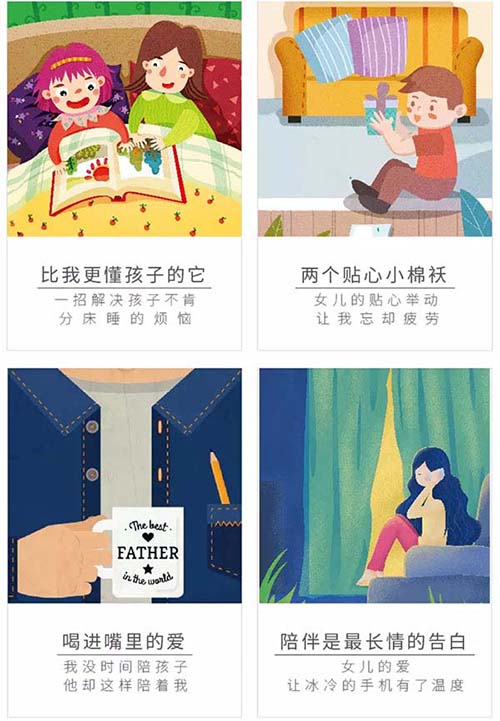 比我更懂孩子的它
一招解决孩子不肯
分床睡的烦恼
两个贴心小棉袄
女儿的贴心举动
让我忘却疲劳
The best
FATHER
in the world
喝进嘴里的爱
我没时间陪孩子
他却这样陪着我
陪伴是最长情的告白
女儿的爱
让冰冷的手机有了温度